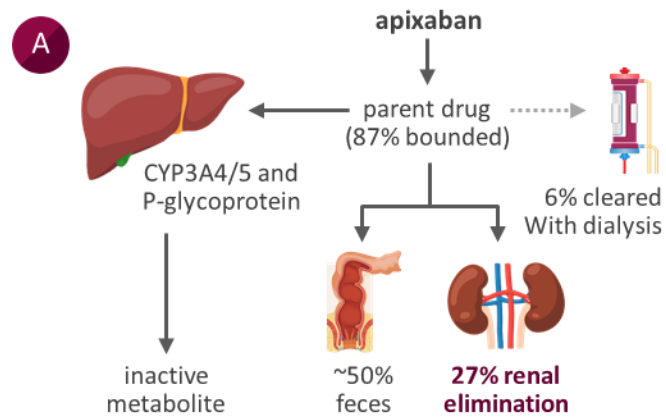 A
apixaban
parent drug
(87% bounded)
CYP3A4/5 and
P-glycoprotein
6% cleared
With dialysis
inactive
metabolite
~50%
feces
27% renal
elimination